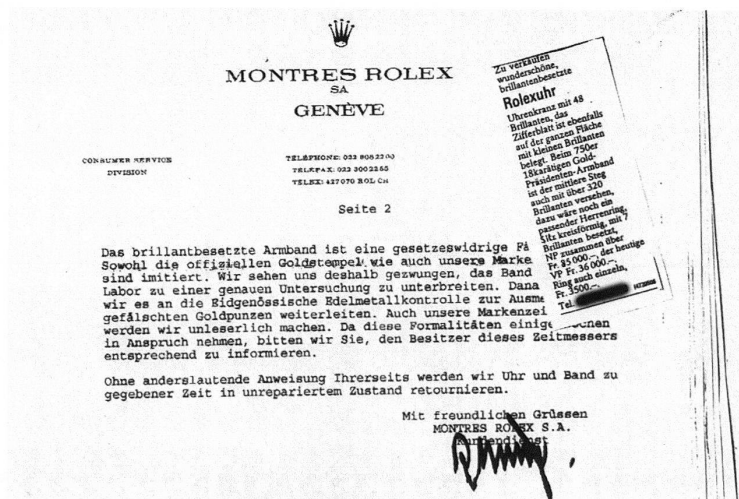 MONTRES ROLEX
SA
GENÈVE
CONSUMER SERVICE
DIVISION
TÉLÉPHONE: 022 3082200
TELEFAX: 022 3002255
TELEX: 427070 ROL CH
Seite 2
Das brillantbesetzte Armband ist eine gesetzeswidrige
Sowohl die offiziellen Goldstempel wie auch unsere Marke
sind imitiert. Wir sehen uns deshalb gezwungen, das Band
Labor zu einer genauen Untersuchung zu unterbreiten. Dana
wir es an die Eidgenössische Edelmetallkontrolle zur Ausme
gefälschten Goldpunzen weiterleiten. Auch unsere Markenzei
werden wir unleserlich machen. Da diese Formalitäten einige
in Anspruch nehmen, bitten wir Sie, den Besitzer dieses Zeitmessers
entsprechend zu informieren.
Ohne anderslautende Anweisung Ihrerseits werden wir Uhr und Band zu
gegebener Zeit in unrepariertem Zustand retournieren.
Mit freundlichen Grüssen
MONTRES ROLEX S.A.
Kundendienst
Zu verkaufen
wunderschöne,
brillantenbesetzte
Rolexuhr
Uhrenkranz mit 48
Brillanten, das
Zifferblatt ist ebenfalls
auf der ganzen Fläche
mit kleinen Brillanten
belegt. Beim 750er
18karätigen Gold-
Präsidenten-Armband
ist der mittlere Steg
auch mit über 320
Brillanten versehen,
dazu wäre noch ein
passender Herrenring,
kreisförmig, mit 7
Brillanten besetzt,
NP zusammen über
Fr. 85 000.–, der heutige
VP Fr. 36 000.–,
Ring auch einzeln,
Fr. 3500.–.
Tel.